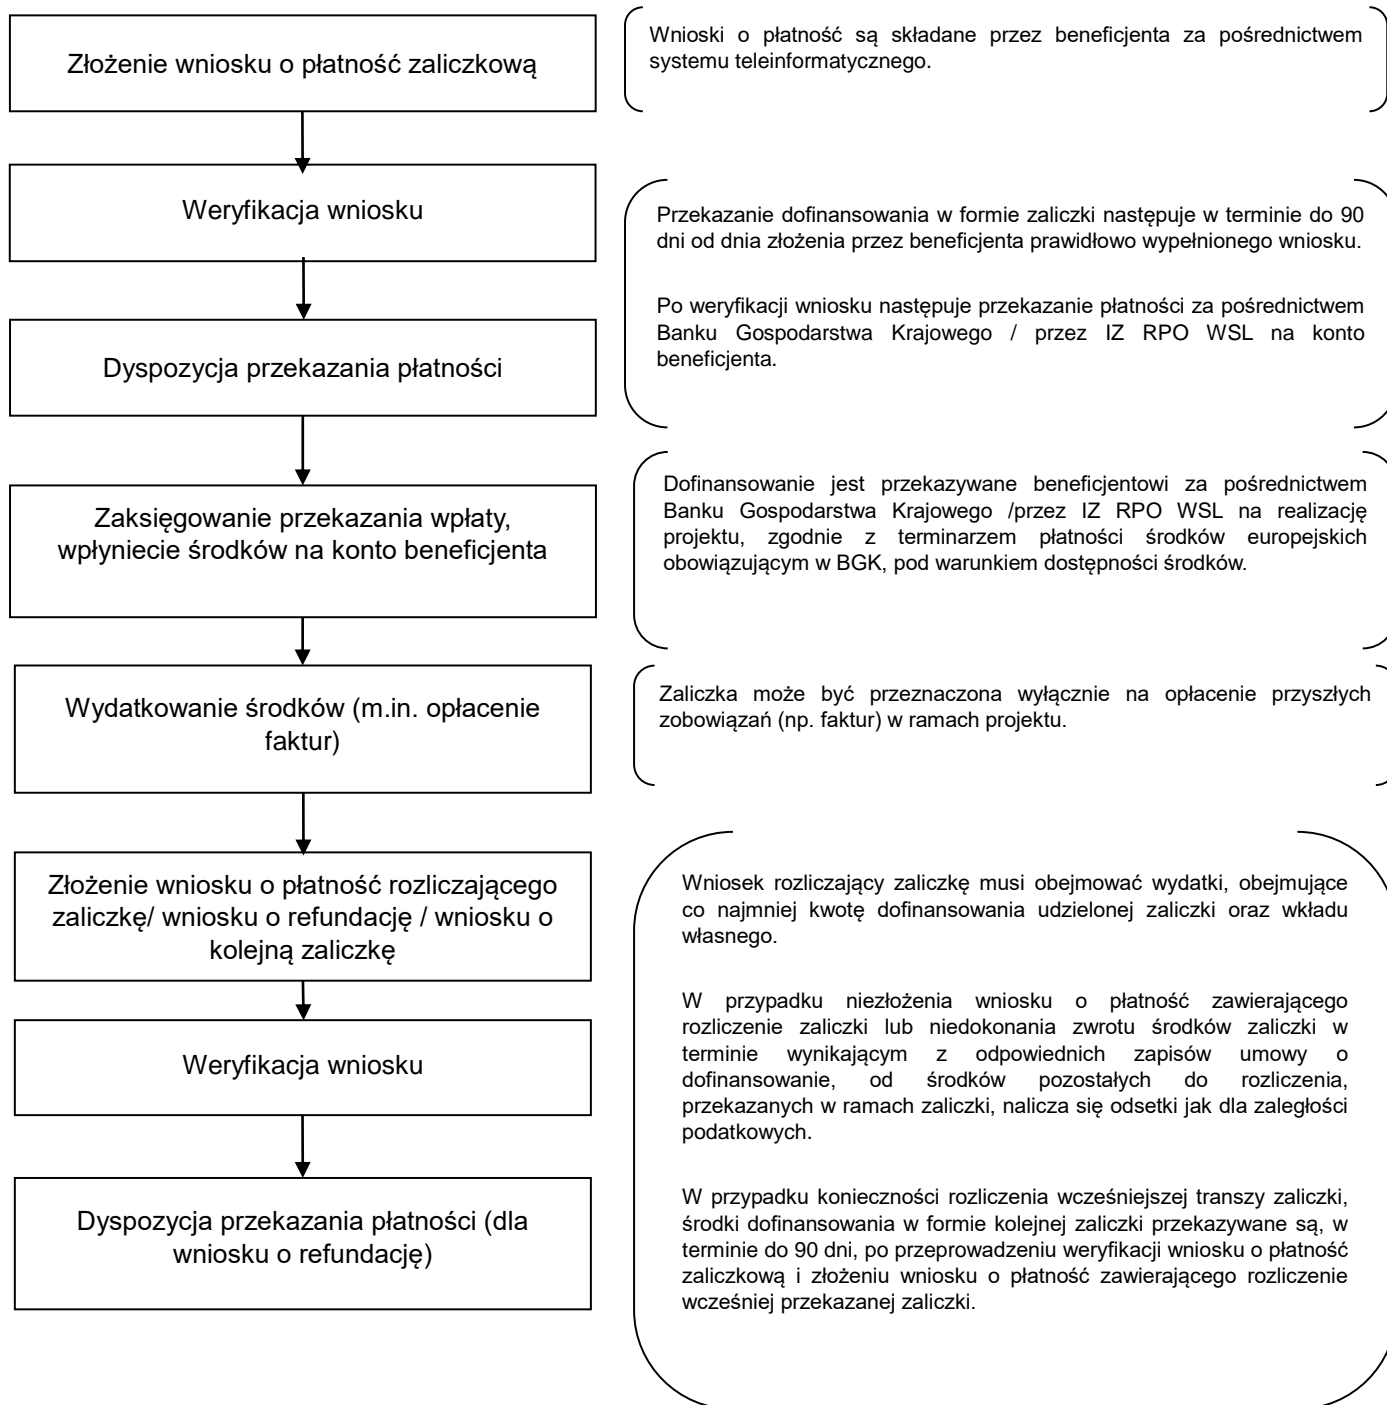 Złożenie wniosku o płatność zaliczkową
Wnioski o płatność są składane przez beneficjenta za pośrednictwem
systemu teleinformatycznego.
Weryfikacja wniosku
Przekazanie dofinansowania w formie zaliczki następuje w terminie do 90
dni od dnia złożenia przez beneficjenta prawidłowo wypełnionego wniosku.
Po weryfikacji wniosku następuje przekazanie płatności za pośrednictwem
Banku Gospodarstwa Krajowego / przez IZ RPO WSL na konto
beneficjenta.
Dyspozycja przekazania płatności
Zaksięgowanie przekazania wpłaty,
wpłyniecie środków na konto beneficjenta
Dofinansowanie jest przekazywane beneficjentowi za pośrednictwem
Banku Gospodarstwa Krajowego /przez IZ RPO WSL na realizację
projektu, zgodnie z terminarzem płatności środków europejskich
obowiązującym w BGK, pod warunkiem dostępności środków.
Wydatkowanie środków (m.in. opłacenie
faktur)
Zaliczka może być przeznaczona wyłącznie na opłacenie przyszłych
zobowiązań (np. faktur) w ramach projektu.
Złożenie wniosku o płatność rozliczającego
zaliczkę/ wniosku o refundację / wniosku o
kolejną zaliczkę
Wniosek rozliczający zaliczkę musi obejmować wydatki, obejmujące
co najmniej kwotę dofinansowania udzielonej zaliczki oraz wkładu
własnego.
W przypadku niezłożenia wniosku o płatność zawierającego
rozliczenie zaliczki lub niedokonania zwrotu środków zaliczki w
terminie wynikającym z odpowiednich zapisów umowy o
dofinansowanie, od środków pozostałych do rozliczenia,
przekazanych w ramach zaliczki, nalicza się odsetki jak dla zaległości
podatkowych.
W przypadku konieczności rozliczenia wcześniejszej transzy zaliczki,
środki dofinansowania w formie kolejnej zaliczki przekazywane są, w
terminie do 90 dni, po przeprowadzeniu weryfikacji wniosku o płatność
zaliczkową i złożeniu wniosku o płatność zawierającego rozliczenie
wcześniej przekazanej zaliczki.
Weryfikacja wniosku
Dyspozycja przekazania płatności (dla
wniosku o refundację)